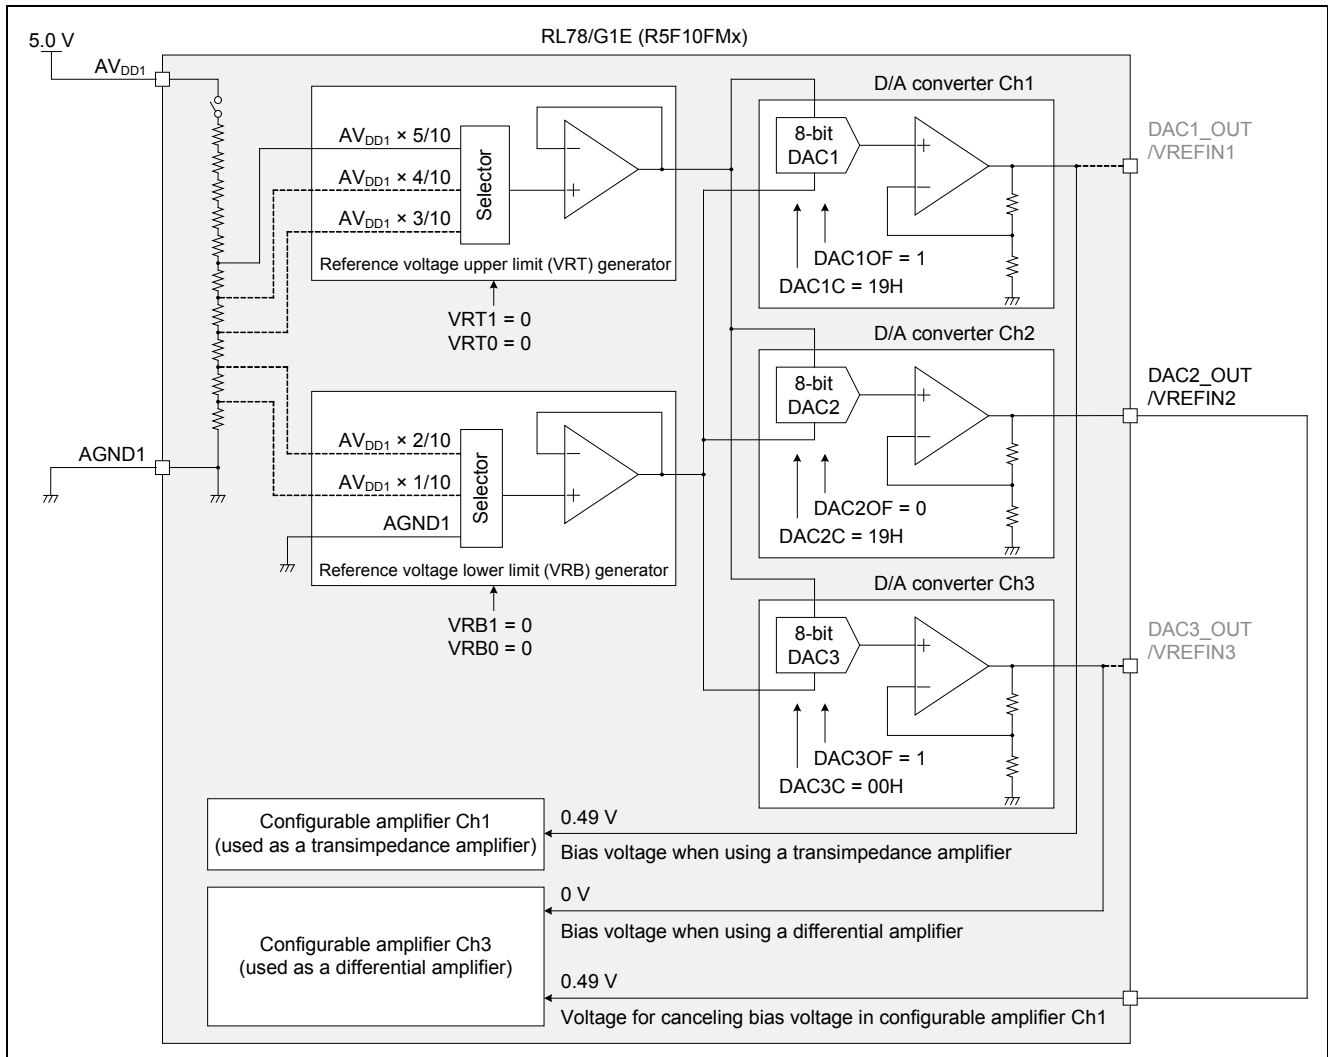 RL78/G1E (R5F10FMx)
5.0 V
AVDD1
AVDD1 × 5/10
AVDD1 × 4/10
AVDD1 × 3/10
Selector
−
+
Reference voltage upper limit (VRT) generator
VRT1 = 0
VRT0 = 0
AVDD1 × 2/10
AVDD1 × 1/10
AGND1
Selector
−
+
Reference voltage lower limit (VRB) generator
VRB1 = 0
VRB0 = 0
AGND1
D/A converter Ch1
8-bit
DAC1
+
−
DAC1OF = 1
DAC1C = 19H
DAC1_OUT
/VREFIN1
D/A converter Ch2
8-bit
DAC2
+
−
DAC2OF = 0
DAC2C = 19H
DAC2_OUT
/VREFIN2
D/A converter Ch3
8-bit
DAC3
+
−
DAC3OF = 1
DAC3C = 00H
DAC3_OUT
/VREFIN3
Configurable amplifier Ch1
(used as a transimpedance amplifier)
0.49 V
Bias voltage when using a transimpedance amplifier
Configurable amplifier Ch3
(used as a differential amplifier)
0 V
Bias voltage when using a differential amplifier
0.49 V
Voltage for canceling bias voltage in configurable amplifier Ch1